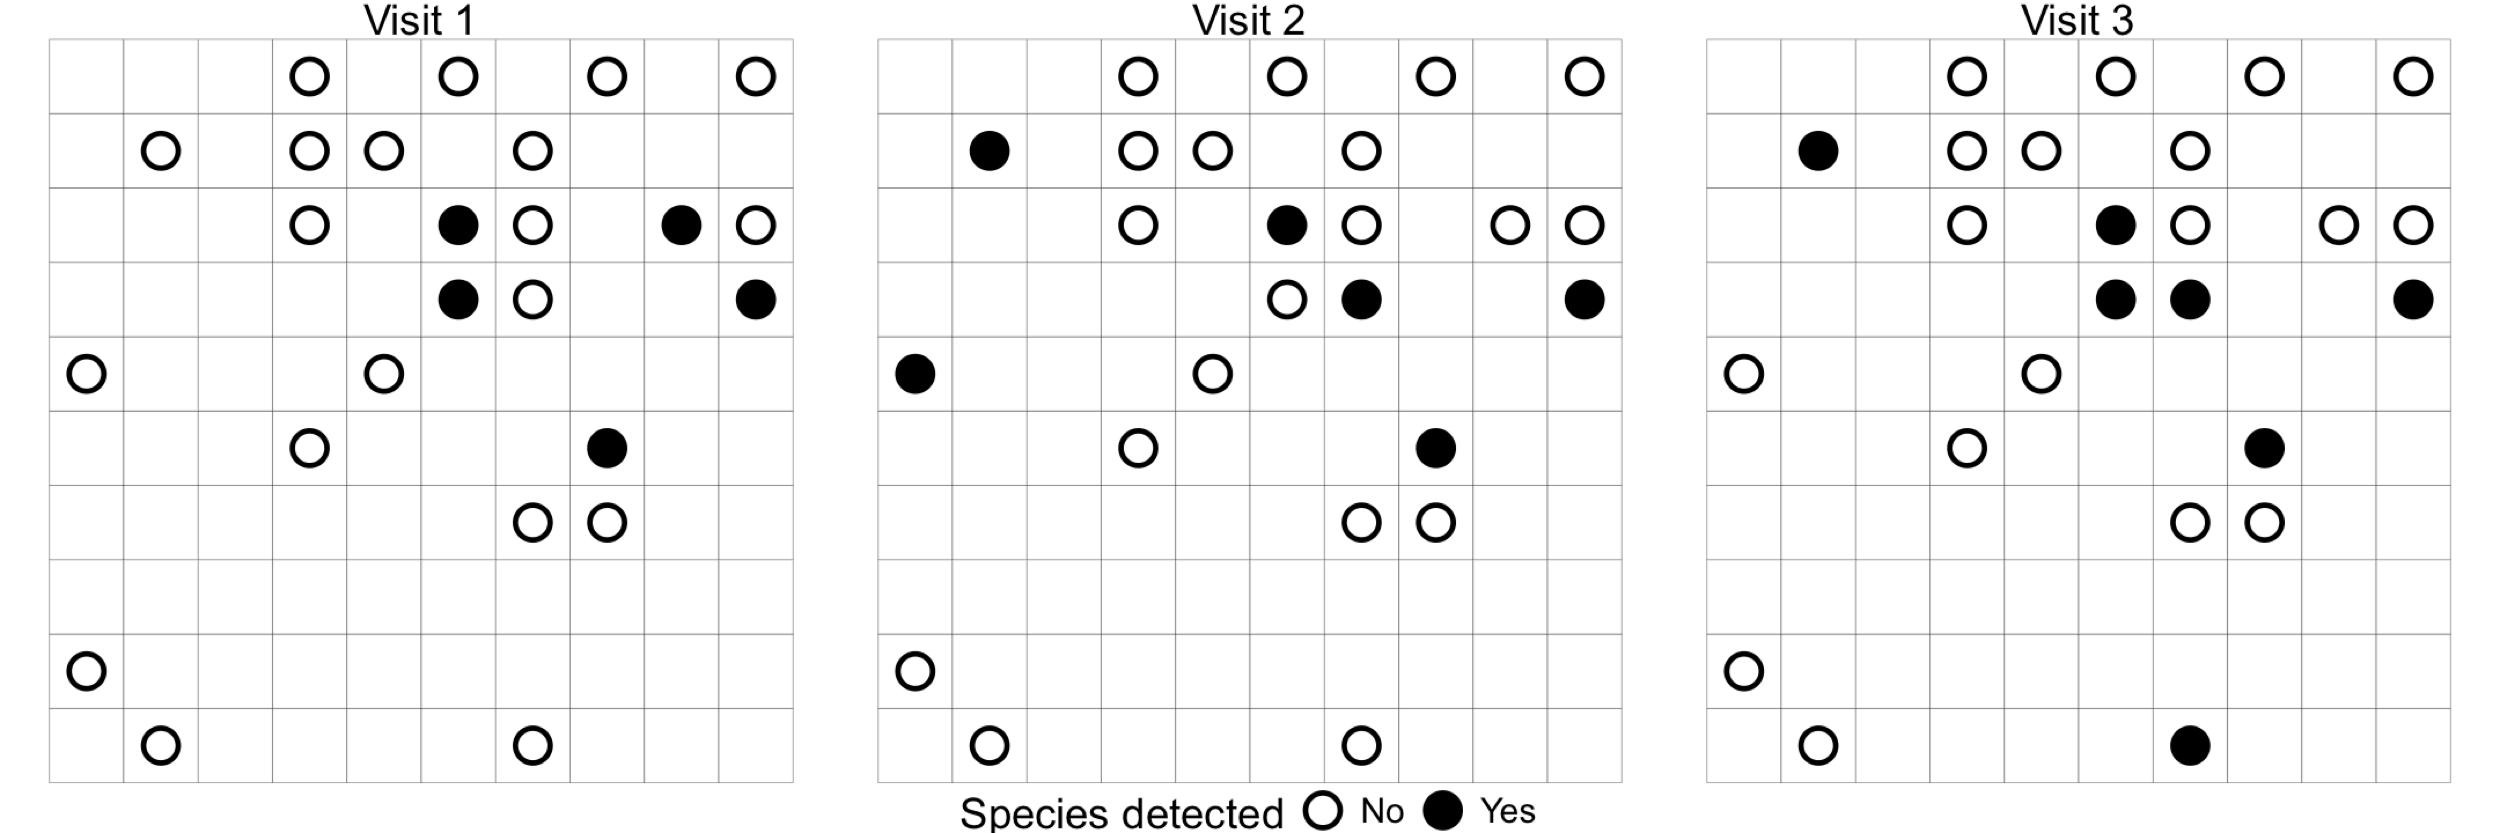 Visit 1
Visit 2
Visit 3
Species detected No Yes